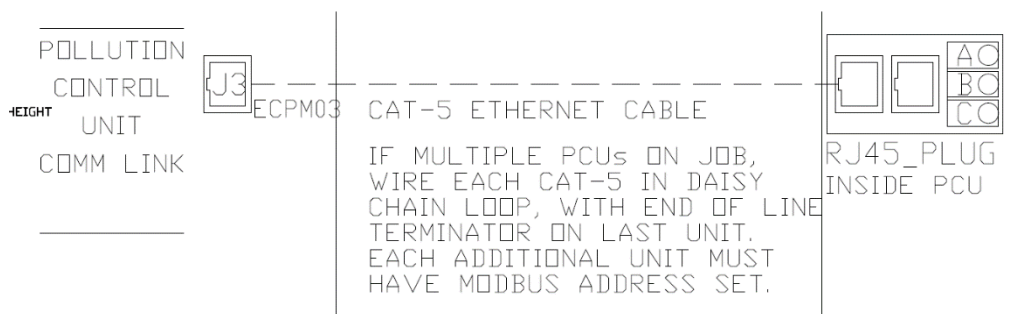 POLLUTION
CONTROL
UNIT
COMM LINK
HEIGHT
J3
ECPM03
CAT-5 ETHERNET CABLE
IF MULTIPLE PCUs ON JOB,
WIRE EACH CAT-5 IN DAISY
CHAIN LOOP, WITH END OF LINE
TERMINATOR ON LAST UNIT.
EACH ADDITIONAL UNIT MUST
HAVE MODBUS ADDRESS SET.
A
B
C
RJ45_PLUG
INSIDE PCU